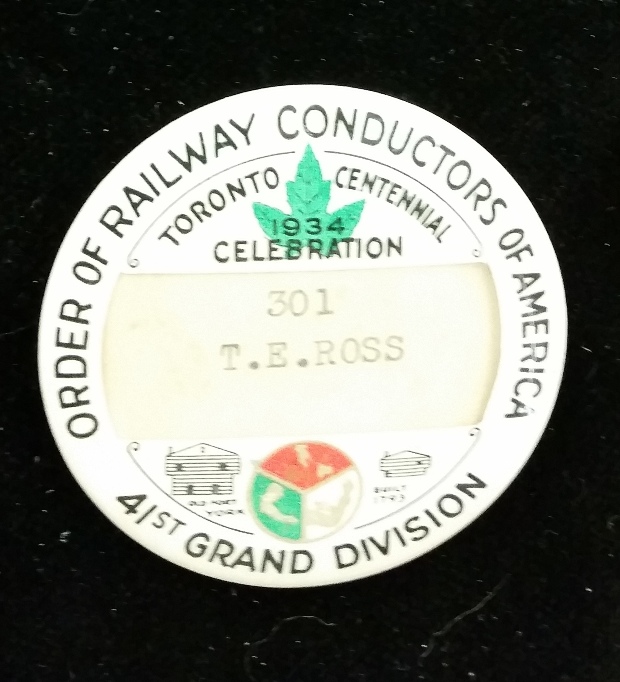 ORDER OF RAILWAY CONDUCTORS OF AMERICA
TORONTO CENTENNIAL
1934
CELEBRATION
301
T.E.ROSS
OLD FORT
YORK
BUILT
1793
41ST GRAND DIVISION